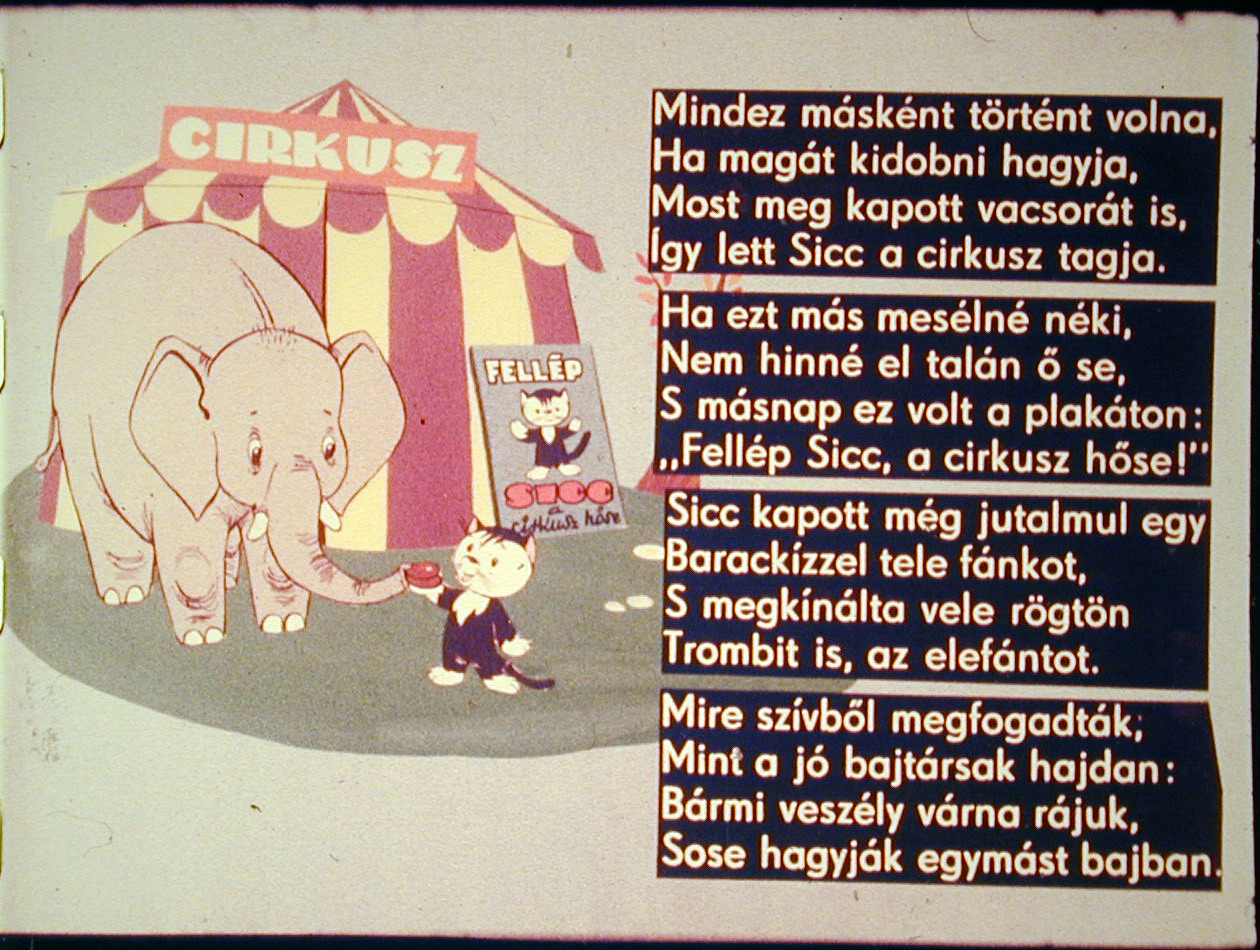 CIRKUSZ
FELLÉP
SICC
a
cirkusz hőse
Mindez másként történt volna,
Ha magát kidobni hagyja,
Most meg kapott vacsorát is,
Így lett Sicc a cirkusz tagja.
Ha ezt más mesélné néki,
Nem hinné el talán ő se,
S másnap ez volt a plakáton:
„Fellép Sicc, a cirkusz hőse!”
Sicc kapott még jutalmul egy
Barackízzel tele fánkot,
S megkínálta vele rögtön
Trombit is, az elefántot.
Mire szívből megfogadták,
Mint a jó bajtársak hajdan:
Bármi veszély várna rájuk,
Sose hagyják egymást bajban.